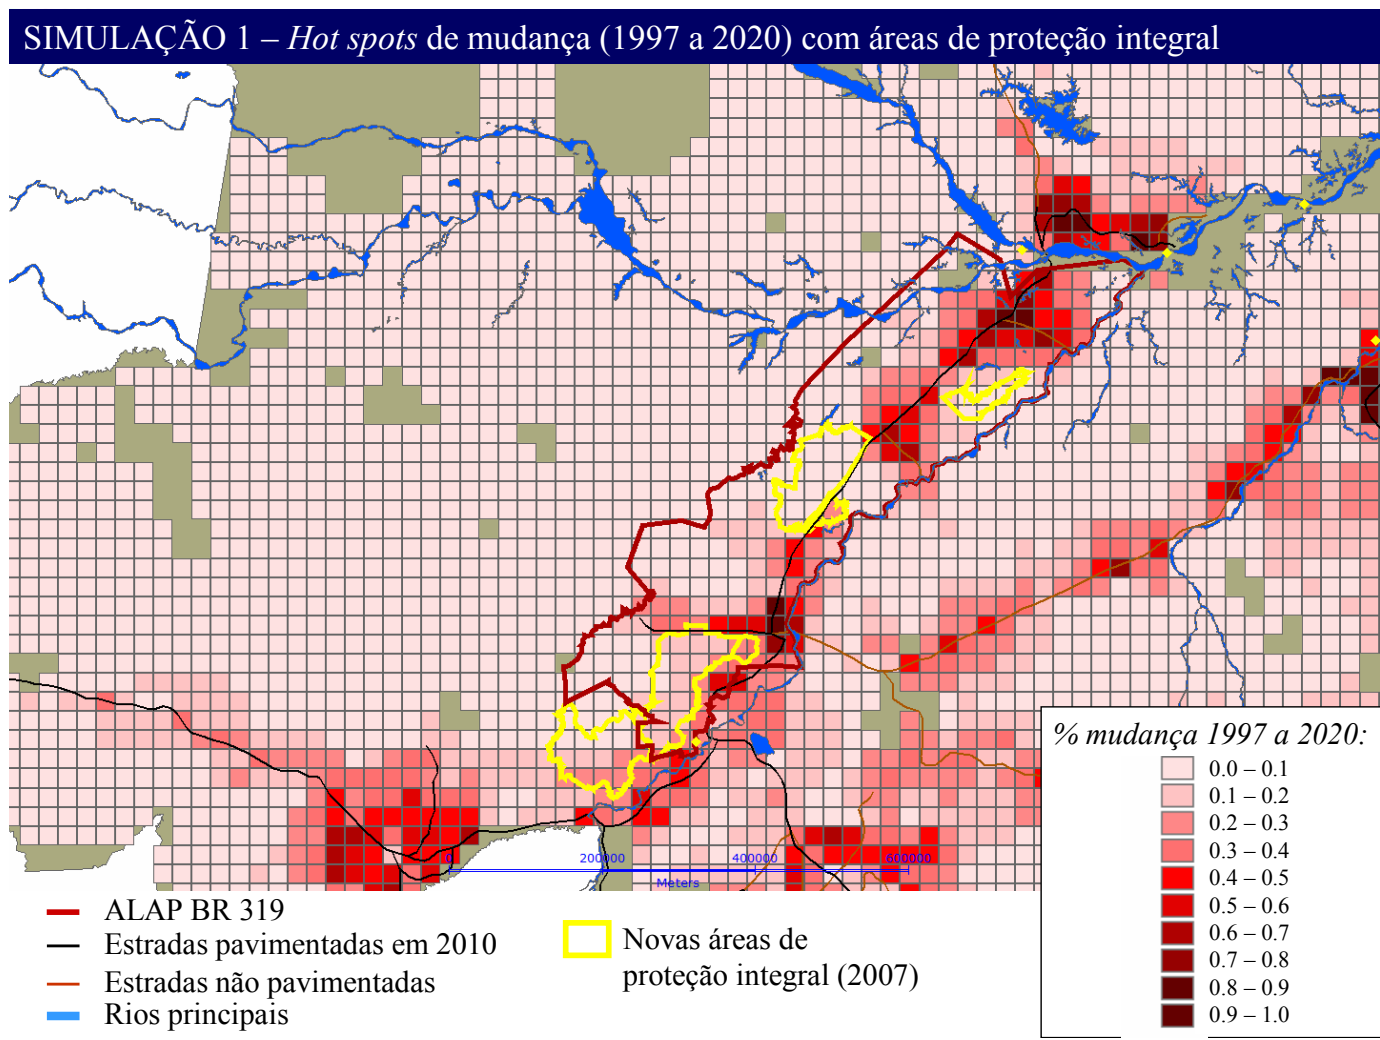 SIMULAÇÃO 1 – Hot spots de mudança (1997 a 2020) com áreas de proteção integral
% mudança 1997 a 2020:
0.0 – 0.1
0.1 – 0.2
0.2 – 0.3
0.3 – 0.4
0.4 – 0.5
0.5 – 0.6
0.6 – 0.7
0.7 – 0.8
0.8 – 0.9
0.9 – 1.0
0 200000 400000 600000
Meters
ALAP BR 319
Estradas pavimentadas em 2010
Estradas não pavimentadas
Rios principais
Novas áreas de
proteção integral (2007)